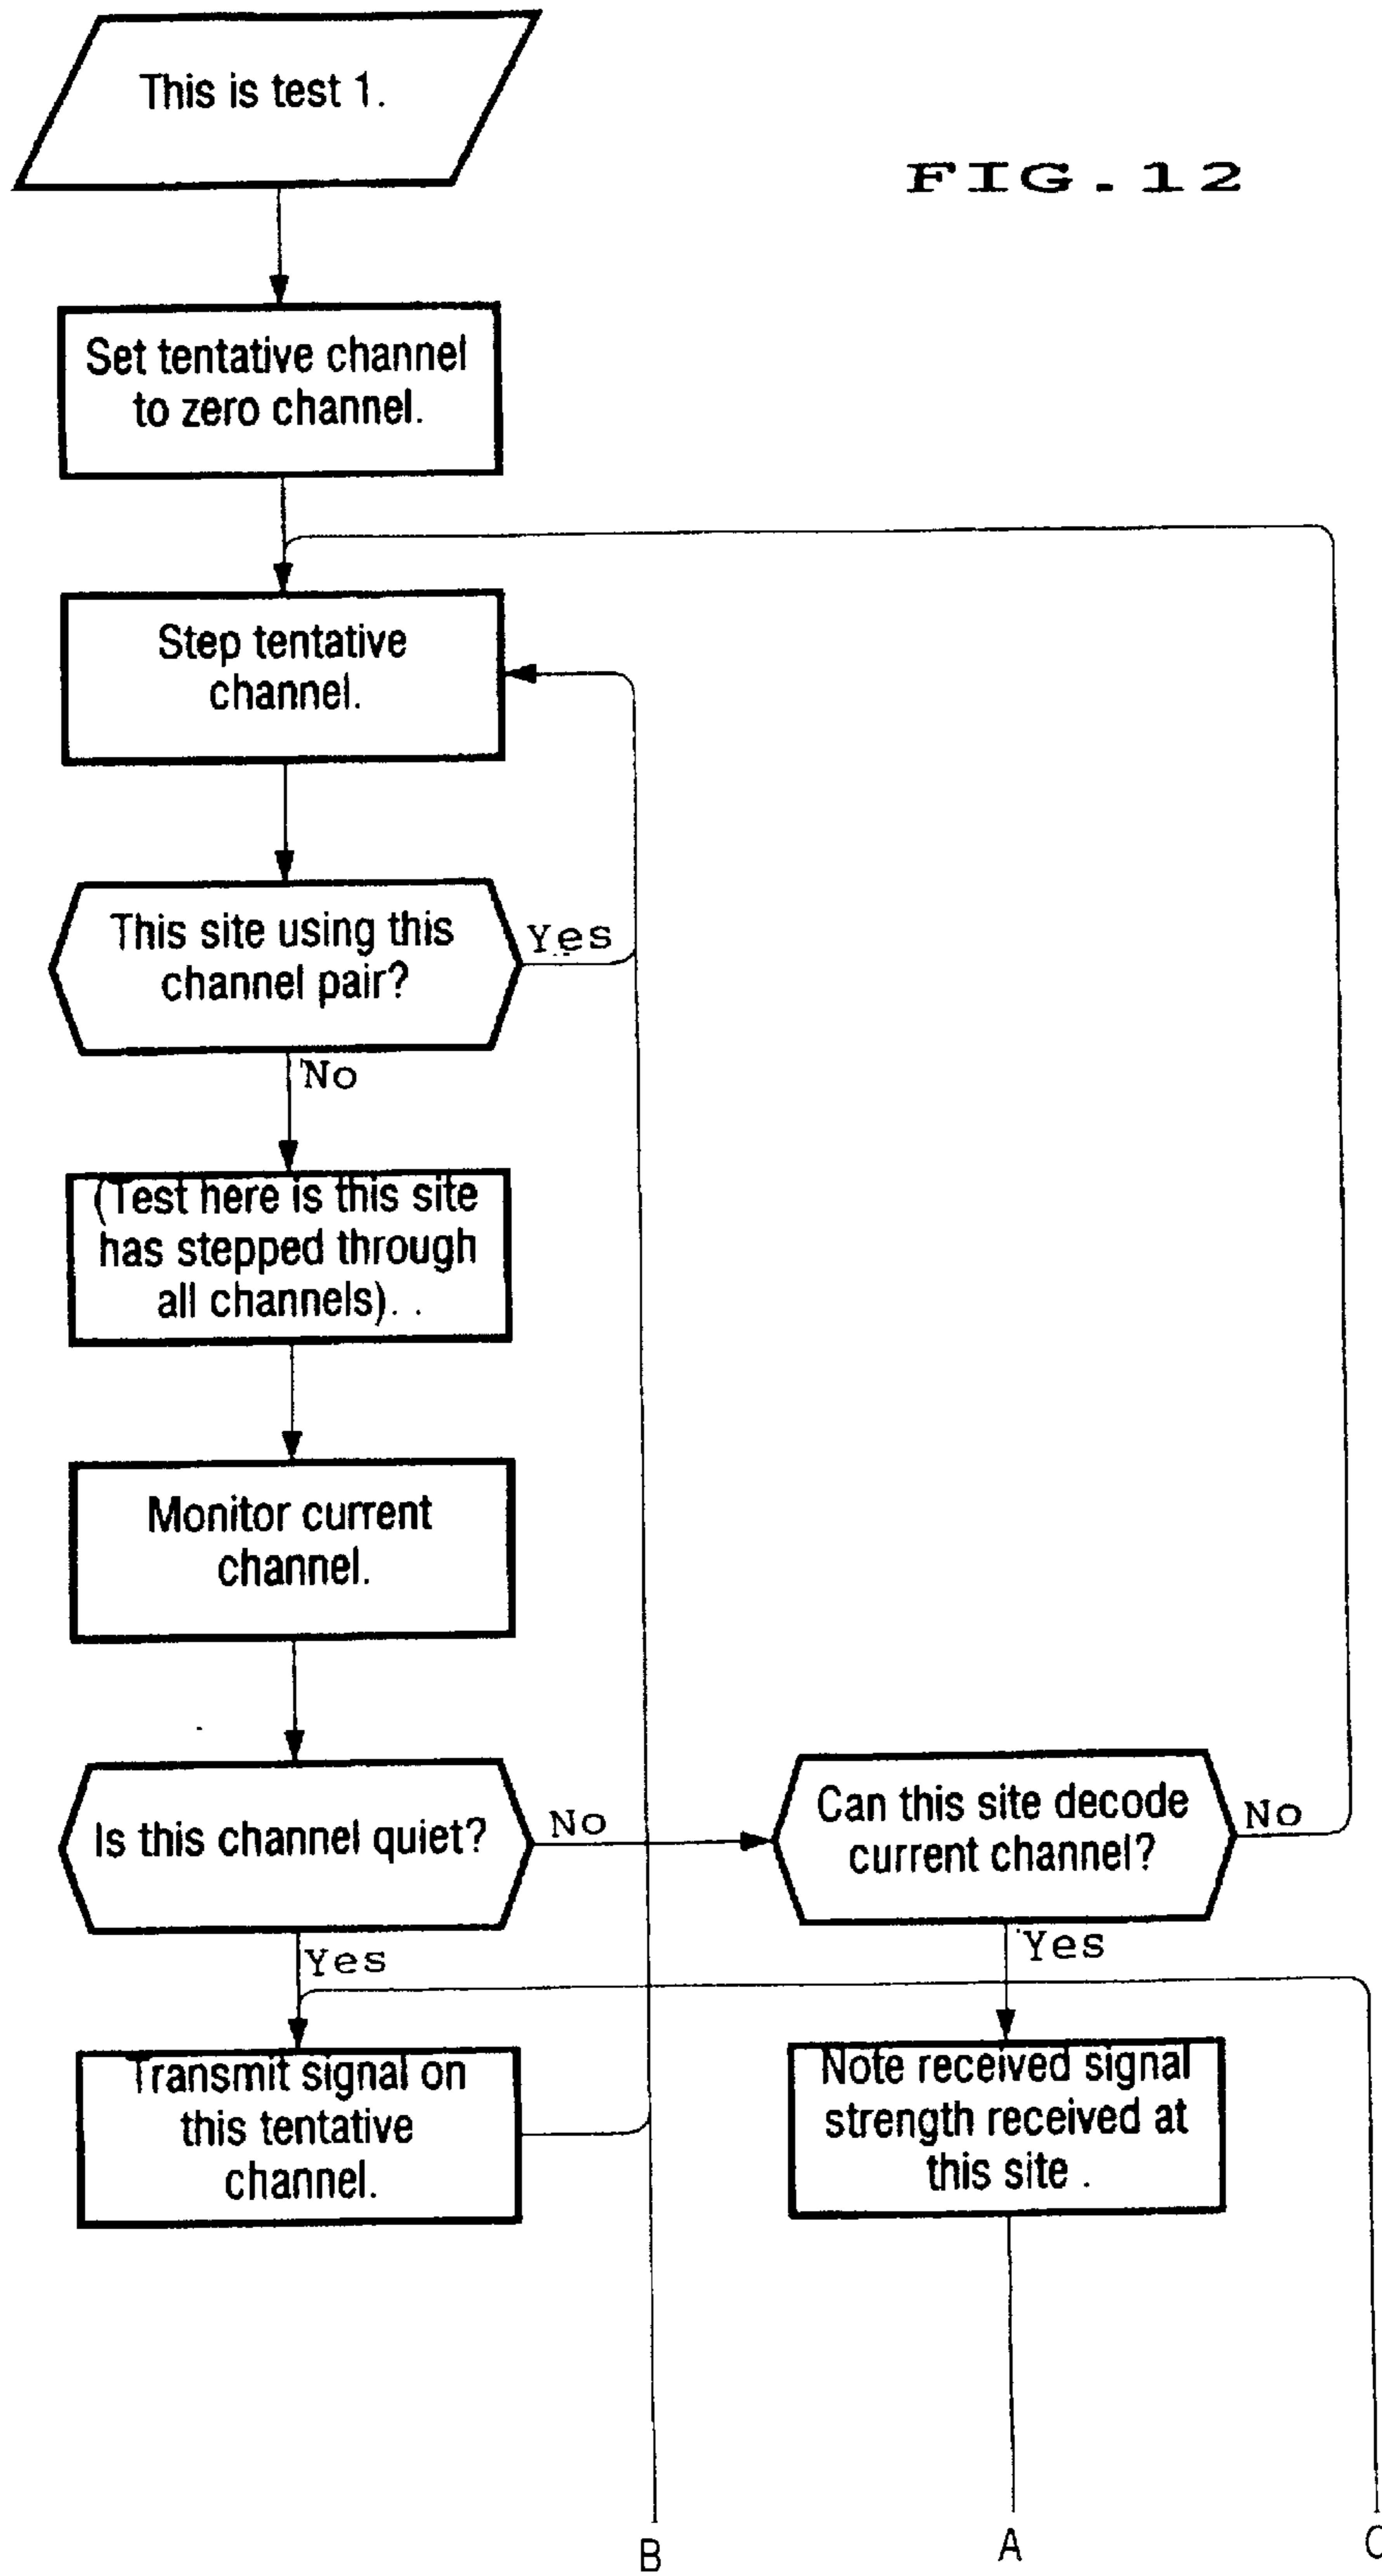 This is test 1.
FIG.12
Set tentative channel
to zero channel.
Step tentative
channel.
This site using this
channel pair?
Yes
No
(Test here is this site
has stepped through
all channels). .
Monitor current
channel.
Is this channel quiet?
No
Can this site decode
current channel?
No
Yes
Yes
Transmit signal on
this tentative
channel.
Note received signal
strength received at
this site .
B
A
C